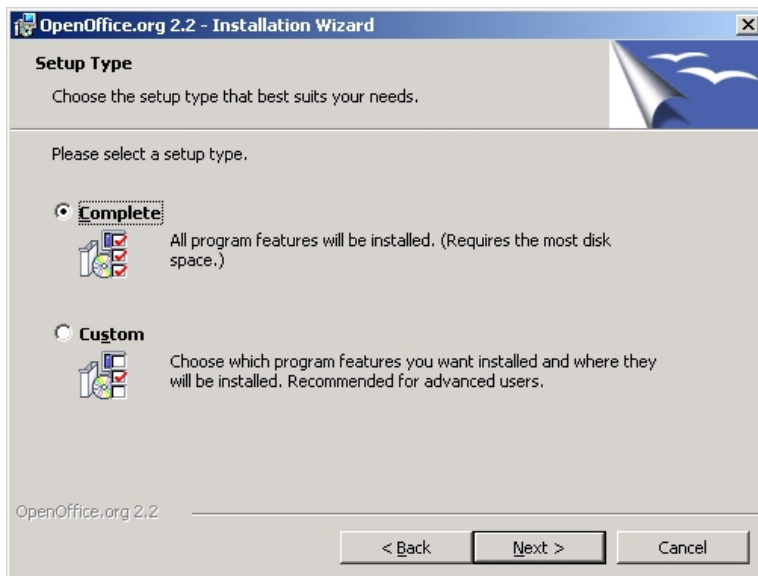 OpenOffice.org 2.2 - Installation Wizard
Setup Type
Choose the setup type that best suits your needs.
Please select a setup type.
Complete
All program features will be installed. (Requires the most disk
space.)
Custom
Choose which program features you want installed and where they
will be installed. Recommended for advanced users.
OpenOffice.org 2.2
< Back
Next >
Cancel